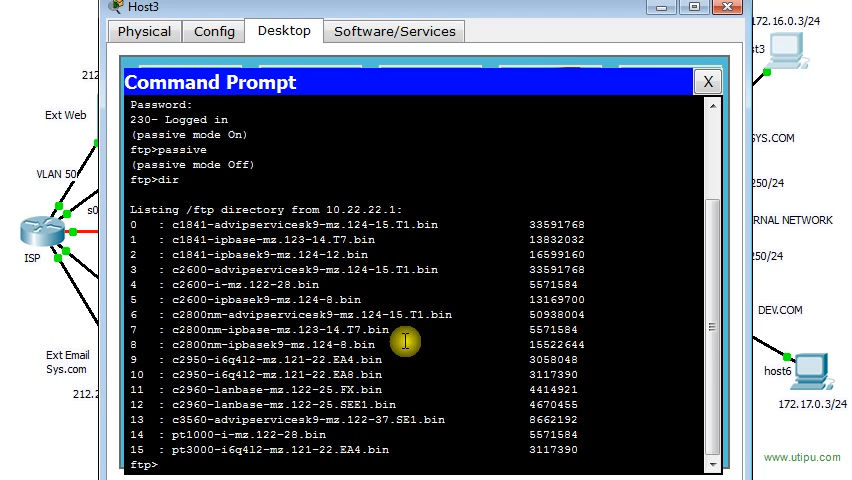 Host3
Physical
Config
Desktop
Software/Services
Command Prompt
X
Password:
230- Logged in
(passive mode On)
ftp>passive
(passive mode Off)
ftp>dir
Listing /ftp directory from 10.22.22.1:
0 : c1841-advipservicesk9-mz.124-15.T1.bin 33591768
1 : c1841-ipbase-mz.123-14.T7.bin 13832032
2 : c1841-ipbasek9-mz.124-12.bin 16599160
3 : c2600-advipservicesk9-mz.124-15.T1.bin 33591768
4 : c2600-i-mz.122-28.bin 5571584
5 : c2600-ipbasek9-mz.124-8.bin 13169700
6 : c2800nm-advipservicesk9-mz.124-15.T1.bin 50938004
7 : c2800nm-ipbase-mz.123-14.T7.bin 5571584
8 : c2800nm-ipbasek9-mz.124-8.bin 15522644
9 : c2950-i6q4l2-mz.121-22.EA4.bin 3058048
10 : c2950-i6q4l2-mz.121-22.EA8.bin 3117390
11 : c2960-lanbase-mz.122-25.FX.bin 4414921
12 : c2960-lanbase-mz.122-25.SEE1.bin 4670455
13 : c3560-advipservicesk9-mz.122-37.SE1.bin 8662192
14 : pt1000-i-mz.122-28.bin 5571584
15 : pt3000-i6q4l2-mz.121-22.EA4.bin 3117390
ftp>
212
Ext Web
VLAN 50
s0
ISP
Ext Email
Sys.com
212.2
172.16.0.3/24
st3
SYS.COM
250/24
ERNAL NETWORK
50/24
DEV.COM
host6
172.17.0.3/24
www.utipu.com